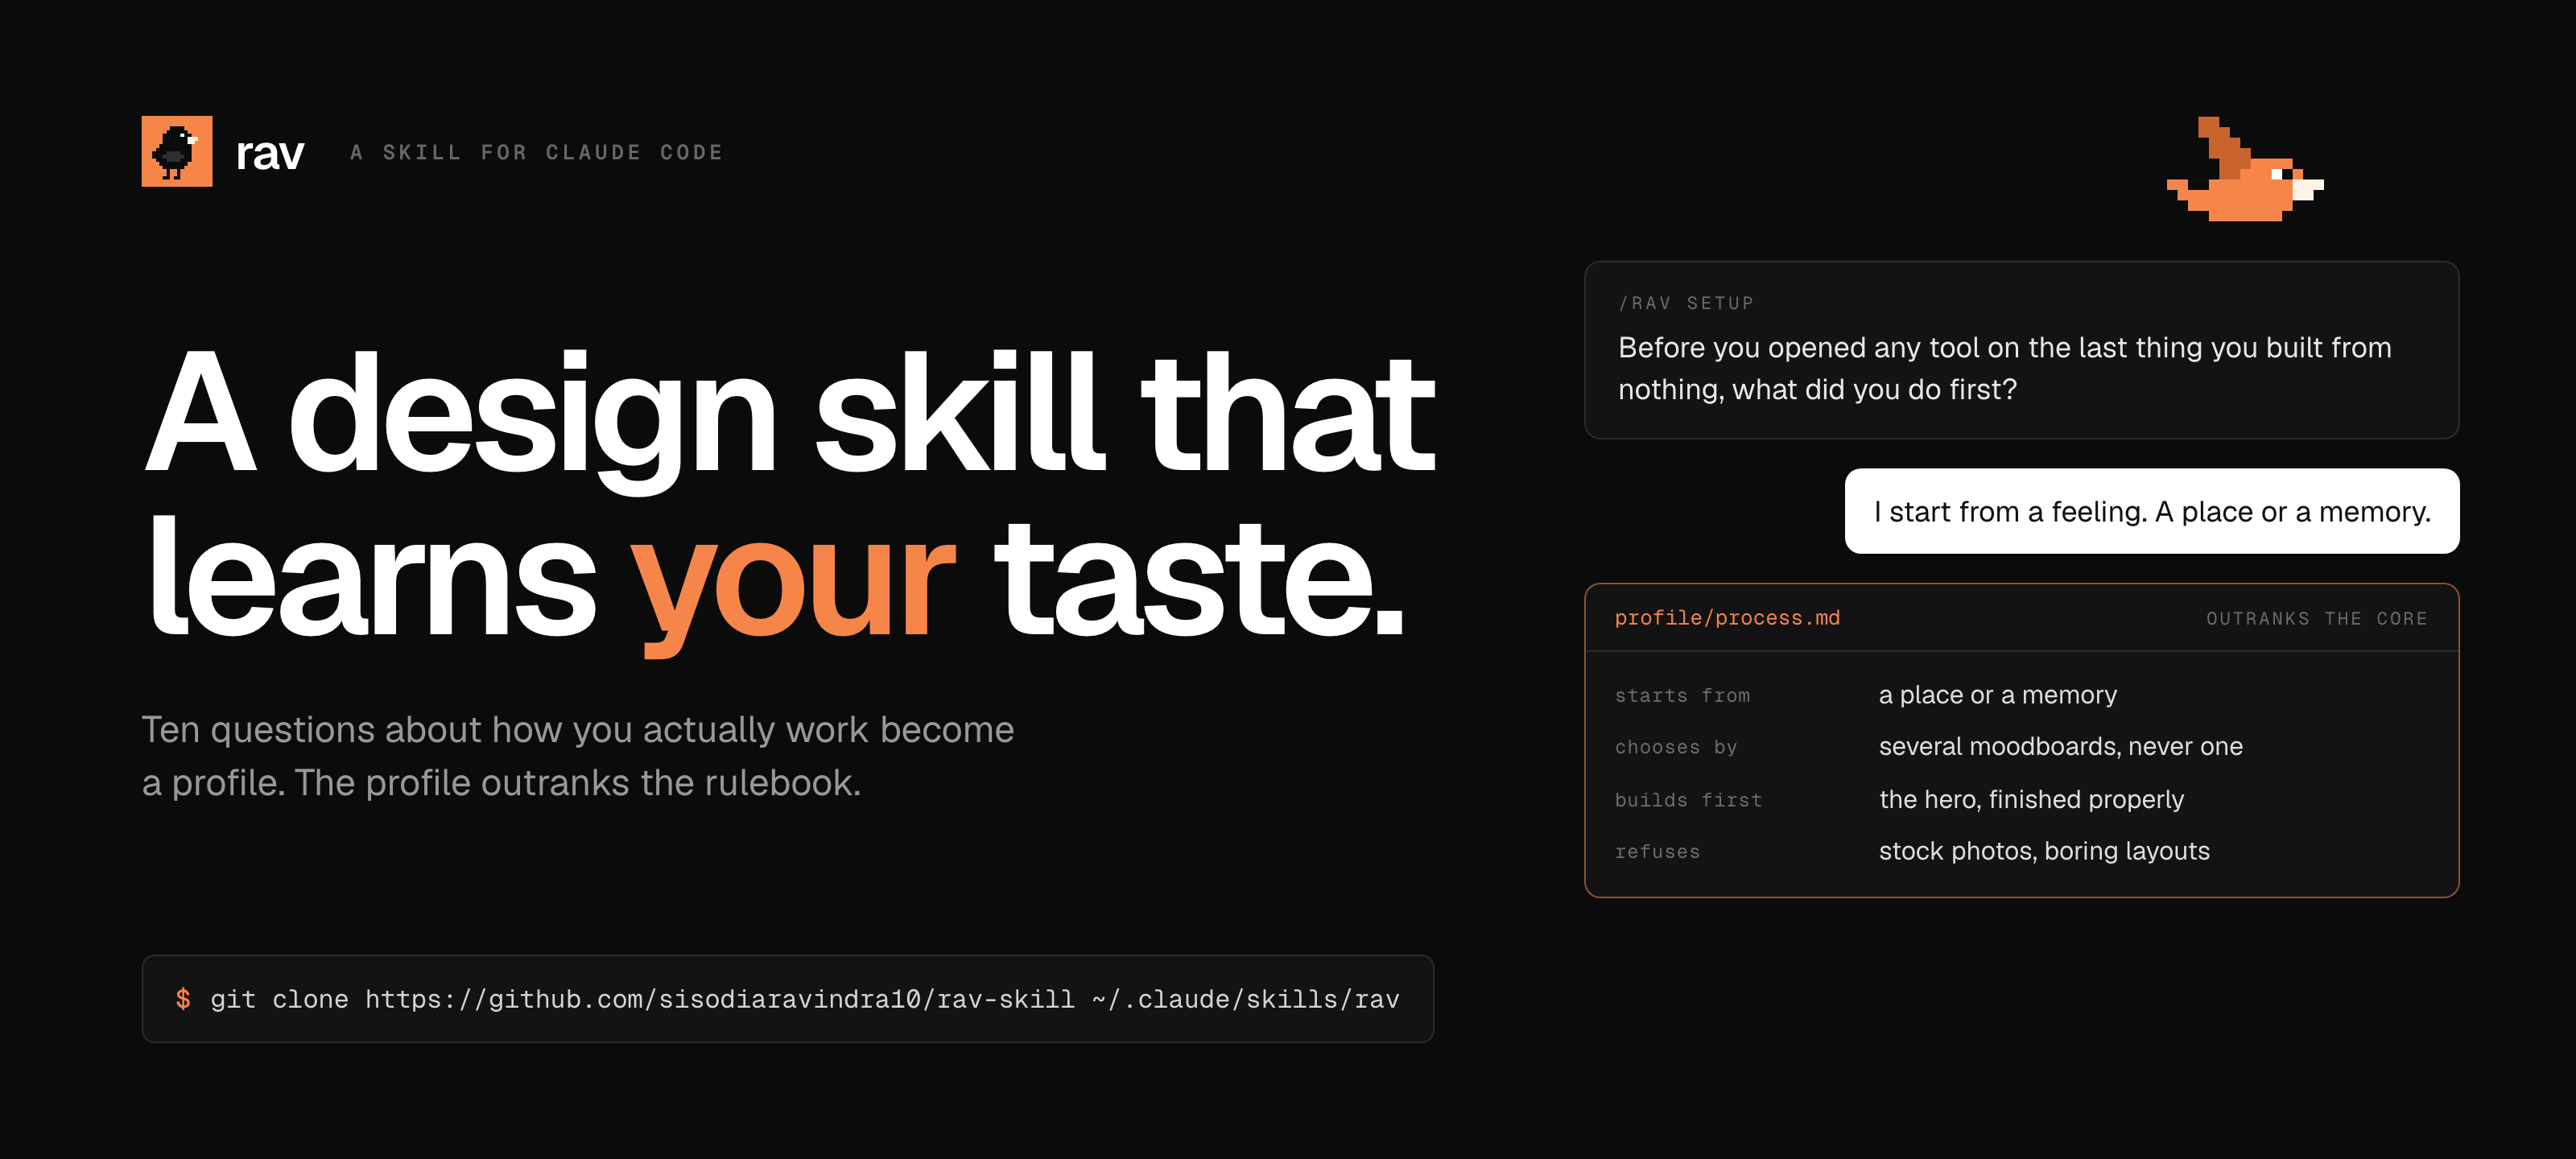 rav
A SKILL FOR CLAUDE CODE
A design skill that
learns your taste.
Ten questions about how you actually work become
a profile. The profile outranks the rulebook.
$ git clone https://github.com/sisodiaravindra10/rav-skill ~/.claude/skills/rav
/RAV SETUP
Before you opened any tool on the last thing you built from
nothing, what did you do first?
I start from a feeling. A place or a memory.
profile/process.md OUTRANKS THE CORE
starts from a place or a memory
chooses by several moodboards, never one
builds first the hero, finished properly
refuses stock photos, boring layouts